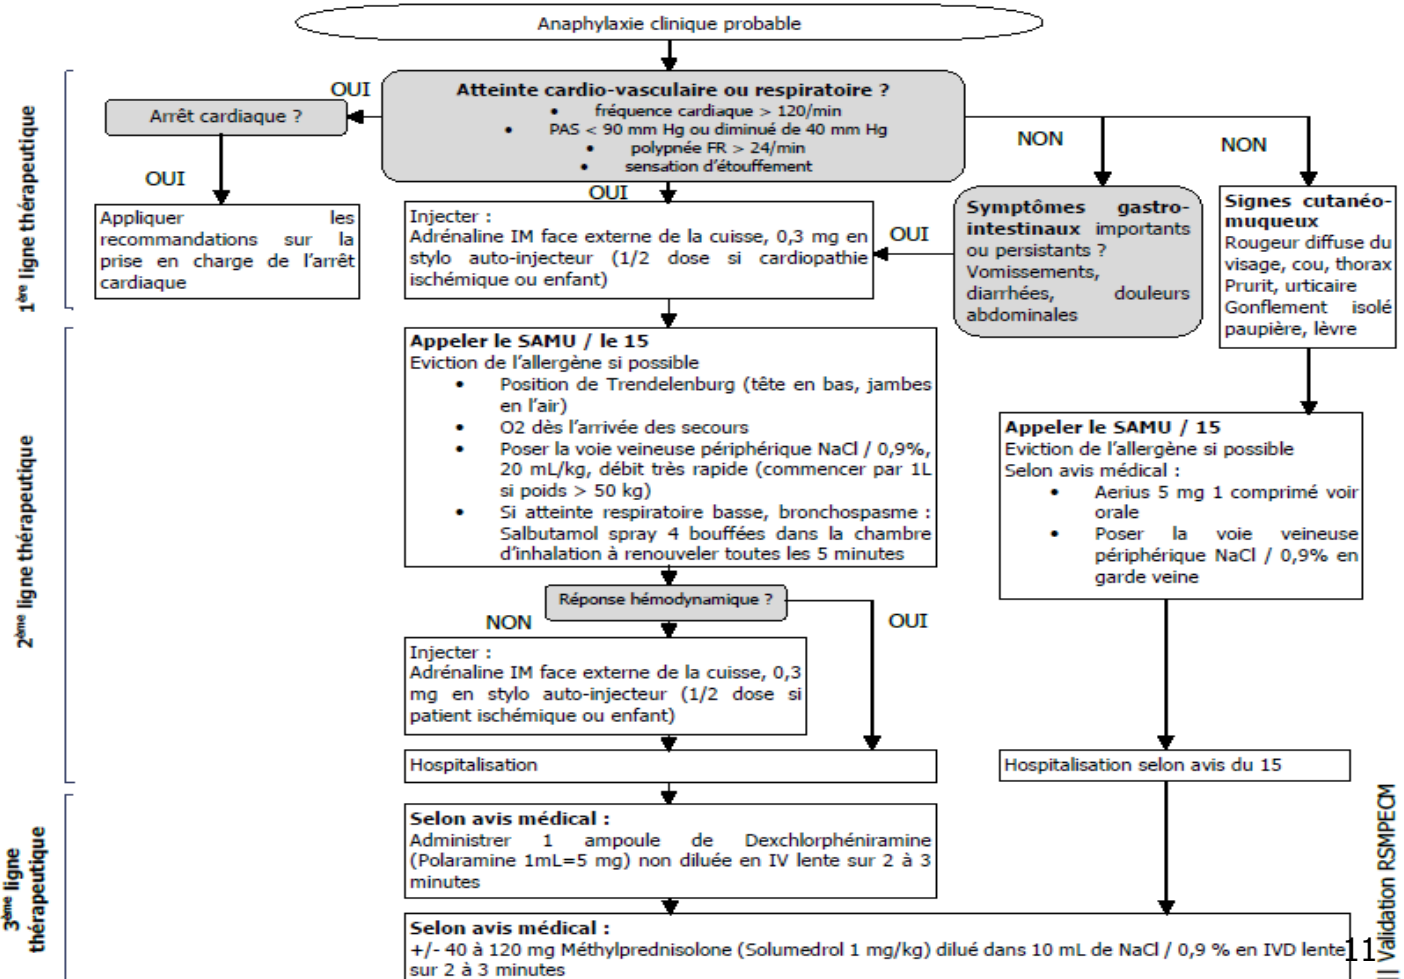 Anaphylaxie clinique probable
Atteinte cardio-vasculaire ou respiratoire ?
• fréquence cardiaque > 120/min
• PAS < 90 mm Hg ou diminué de 40 mm Hg
• polypnée FR > 24/min
• sensation d'étouffement
OUI
Arrêt cardiaque ?
OUI
Appliquer les
recommandations sur la
prise en charge de l'arrêt
cardiaque
OUI
Injecter :
Adrénaline IM face externe de la cuisse, 0,3 mg en
stylo auto-injecteur (1/2 dose si cardiopathie
ischémique ou enfant)
NON
NON
OUI
Symptômes gastro-
intestinaux importants
ou persistants ?
Vomissements,
diarrhées, douleurs
abdominales
Signes cutanéo-
muqueux
Rougeur diffuse du
visage, cou, thorax
Prurit, urticaire
Gonflement isolé
paupière, lèvre
1ère ligne thérapeutique
Appeler le SAMU / le 15
Eviction de l'allergène si possible
• Position de Trendelenburg (tête en bas, jambes
en l'air)
• O2 dès l'arrivée des secours
• Poser la voie veineuse périphérique NaCl / 0,9%,
20 mL/kg, débit très rapide (commencer par 1L
si poids > 50 kg)
• Si atteinte respiratoire basse, bronchospasme :
Salbutamol spray 4 bouffées dans la chambre
d'inhalation à renouveler toutes les 5 minutes
Appeler le SAMU / 15
Eviction de l'allergène si possible
Selon avis médical :
• Aerius 5 mg 1 comprimé voir
orale
• Poser la voie veineuse
périphérique NaCl / 0,9% en
garde veine
Réponse hémodynamique ?
NON
OUI
Injecter :
Adrénaline IM face externe de la cuisse, 0,3
mg en stylo auto-injecteur (1/2 dose si
patient ischémique ou enfant)
Hospitalisation
Hospitalisation selon avis du 15
2ème ligne thérapeutique
Selon avis médical :
Administrer 1 ampoule de Dexchlorphéniramine
(Polaramine 1mL=5 mg) non diluée en IV lente sur 2 à 3
minutes
Selon avis médical :
+/- 40 à 120 mg Méthylprednisolone (Solumedrol 1 mg/kg) dilué dans 10 mL de NaCl / 0,9 % en IVD lente
sur 2 à 3 minutes
3ème ligne
thérapeutique
11
|| Validation RSMPECM